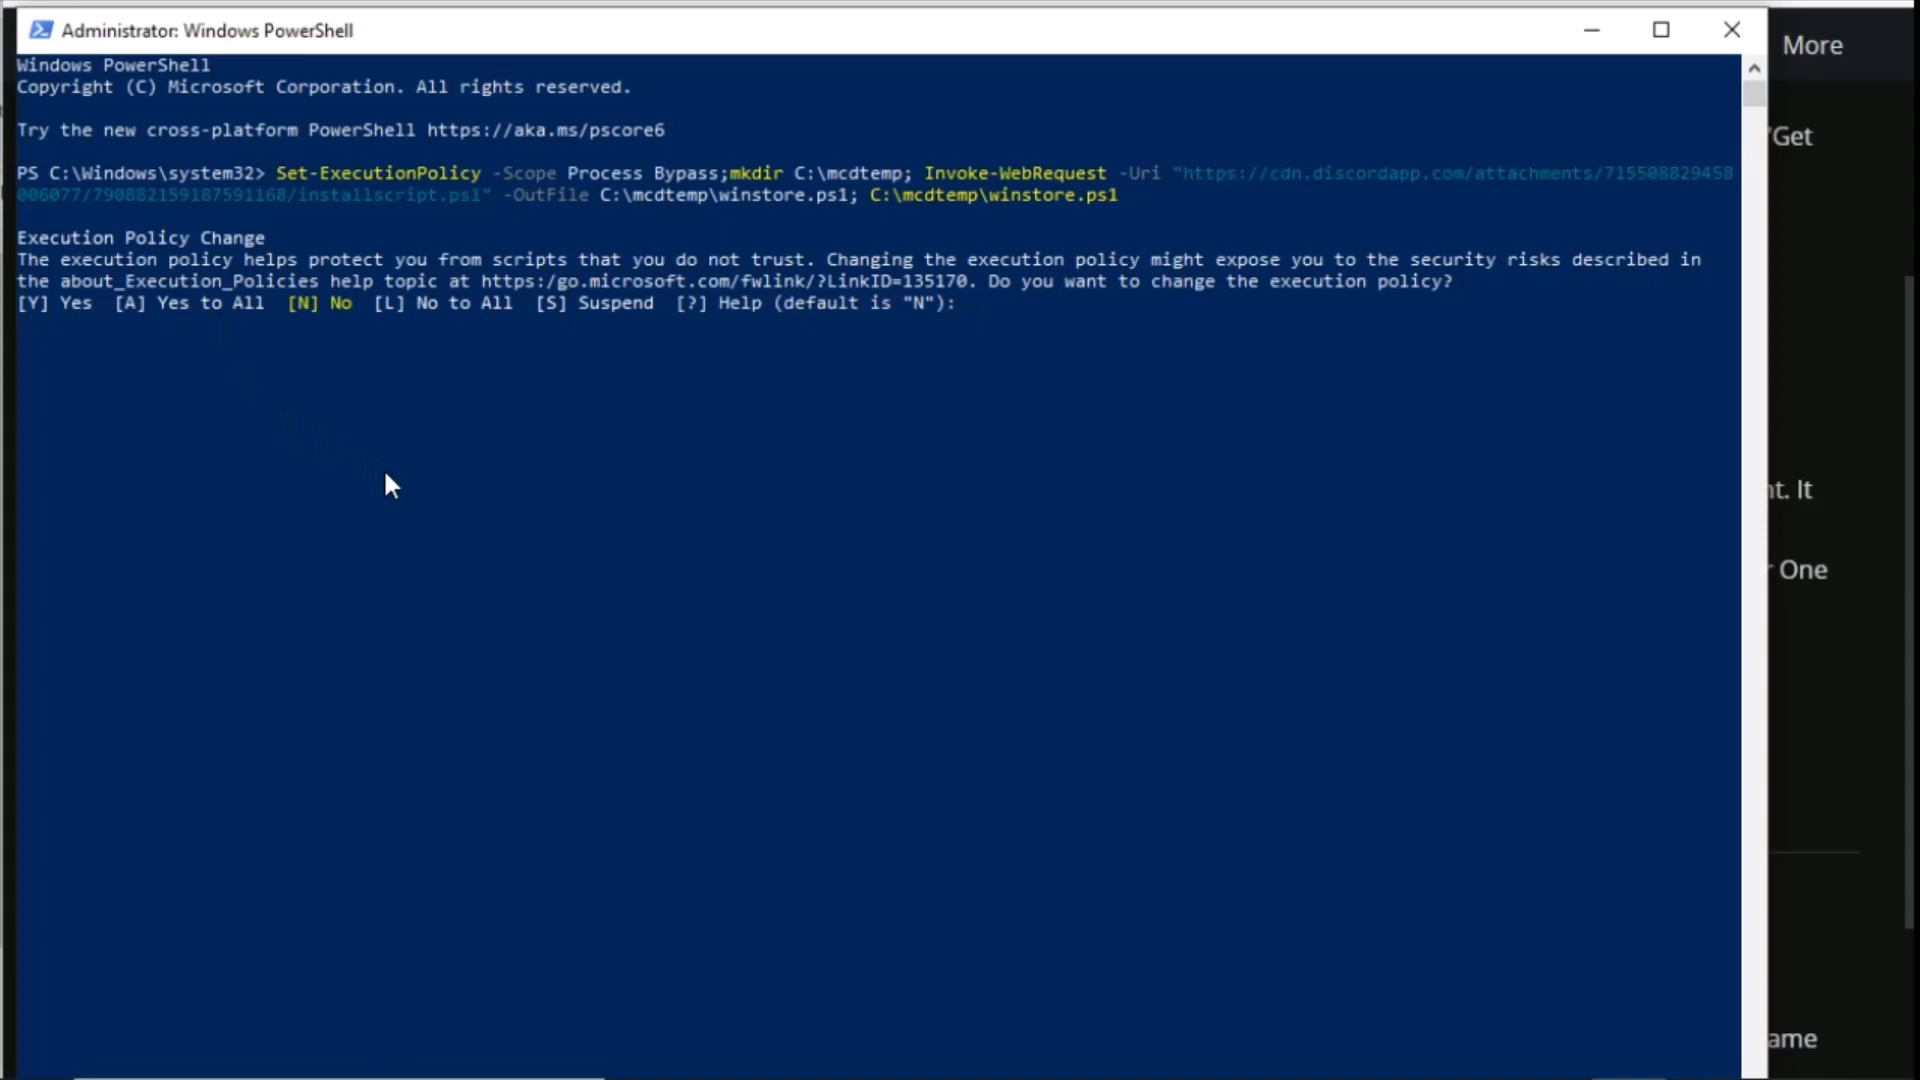 Administrator: Windows PowerShell
More
Windows PowerShell
Copyright (C) Microsoft Corporation. All rights reserved.
Try the new cross-platform PowerShell https://aka.ms/pscore6
'Get
PS C:\Windows\system32> Set-ExecutionPolicy -Scope Process Bypass;mkdir C:\mcdtemp; Invoke-WebRequest -Uri "https://cdn.discordapp.com/attachments/715508829458
006077/790882159187591168/installscript.ps1" -OutFile C:\mcdtemp\winstore.ps1; C:\mcdtemp\winstore.ps1
Execution Policy Change
The execution policy helps protect you from scripts that you do not trust. Changing the execution policy might expose you to the security risks described in
the about_Execution_Policies help topic at https:/go.microsoft.com/fwlink/?LinkID=135170. Do you want to change the execution policy?
[Y] Yes  [A] Yes to All  [N] No  [L] No to All  [S] Suspend  [?] Help (default is "N"):
nt. It
r One
ame